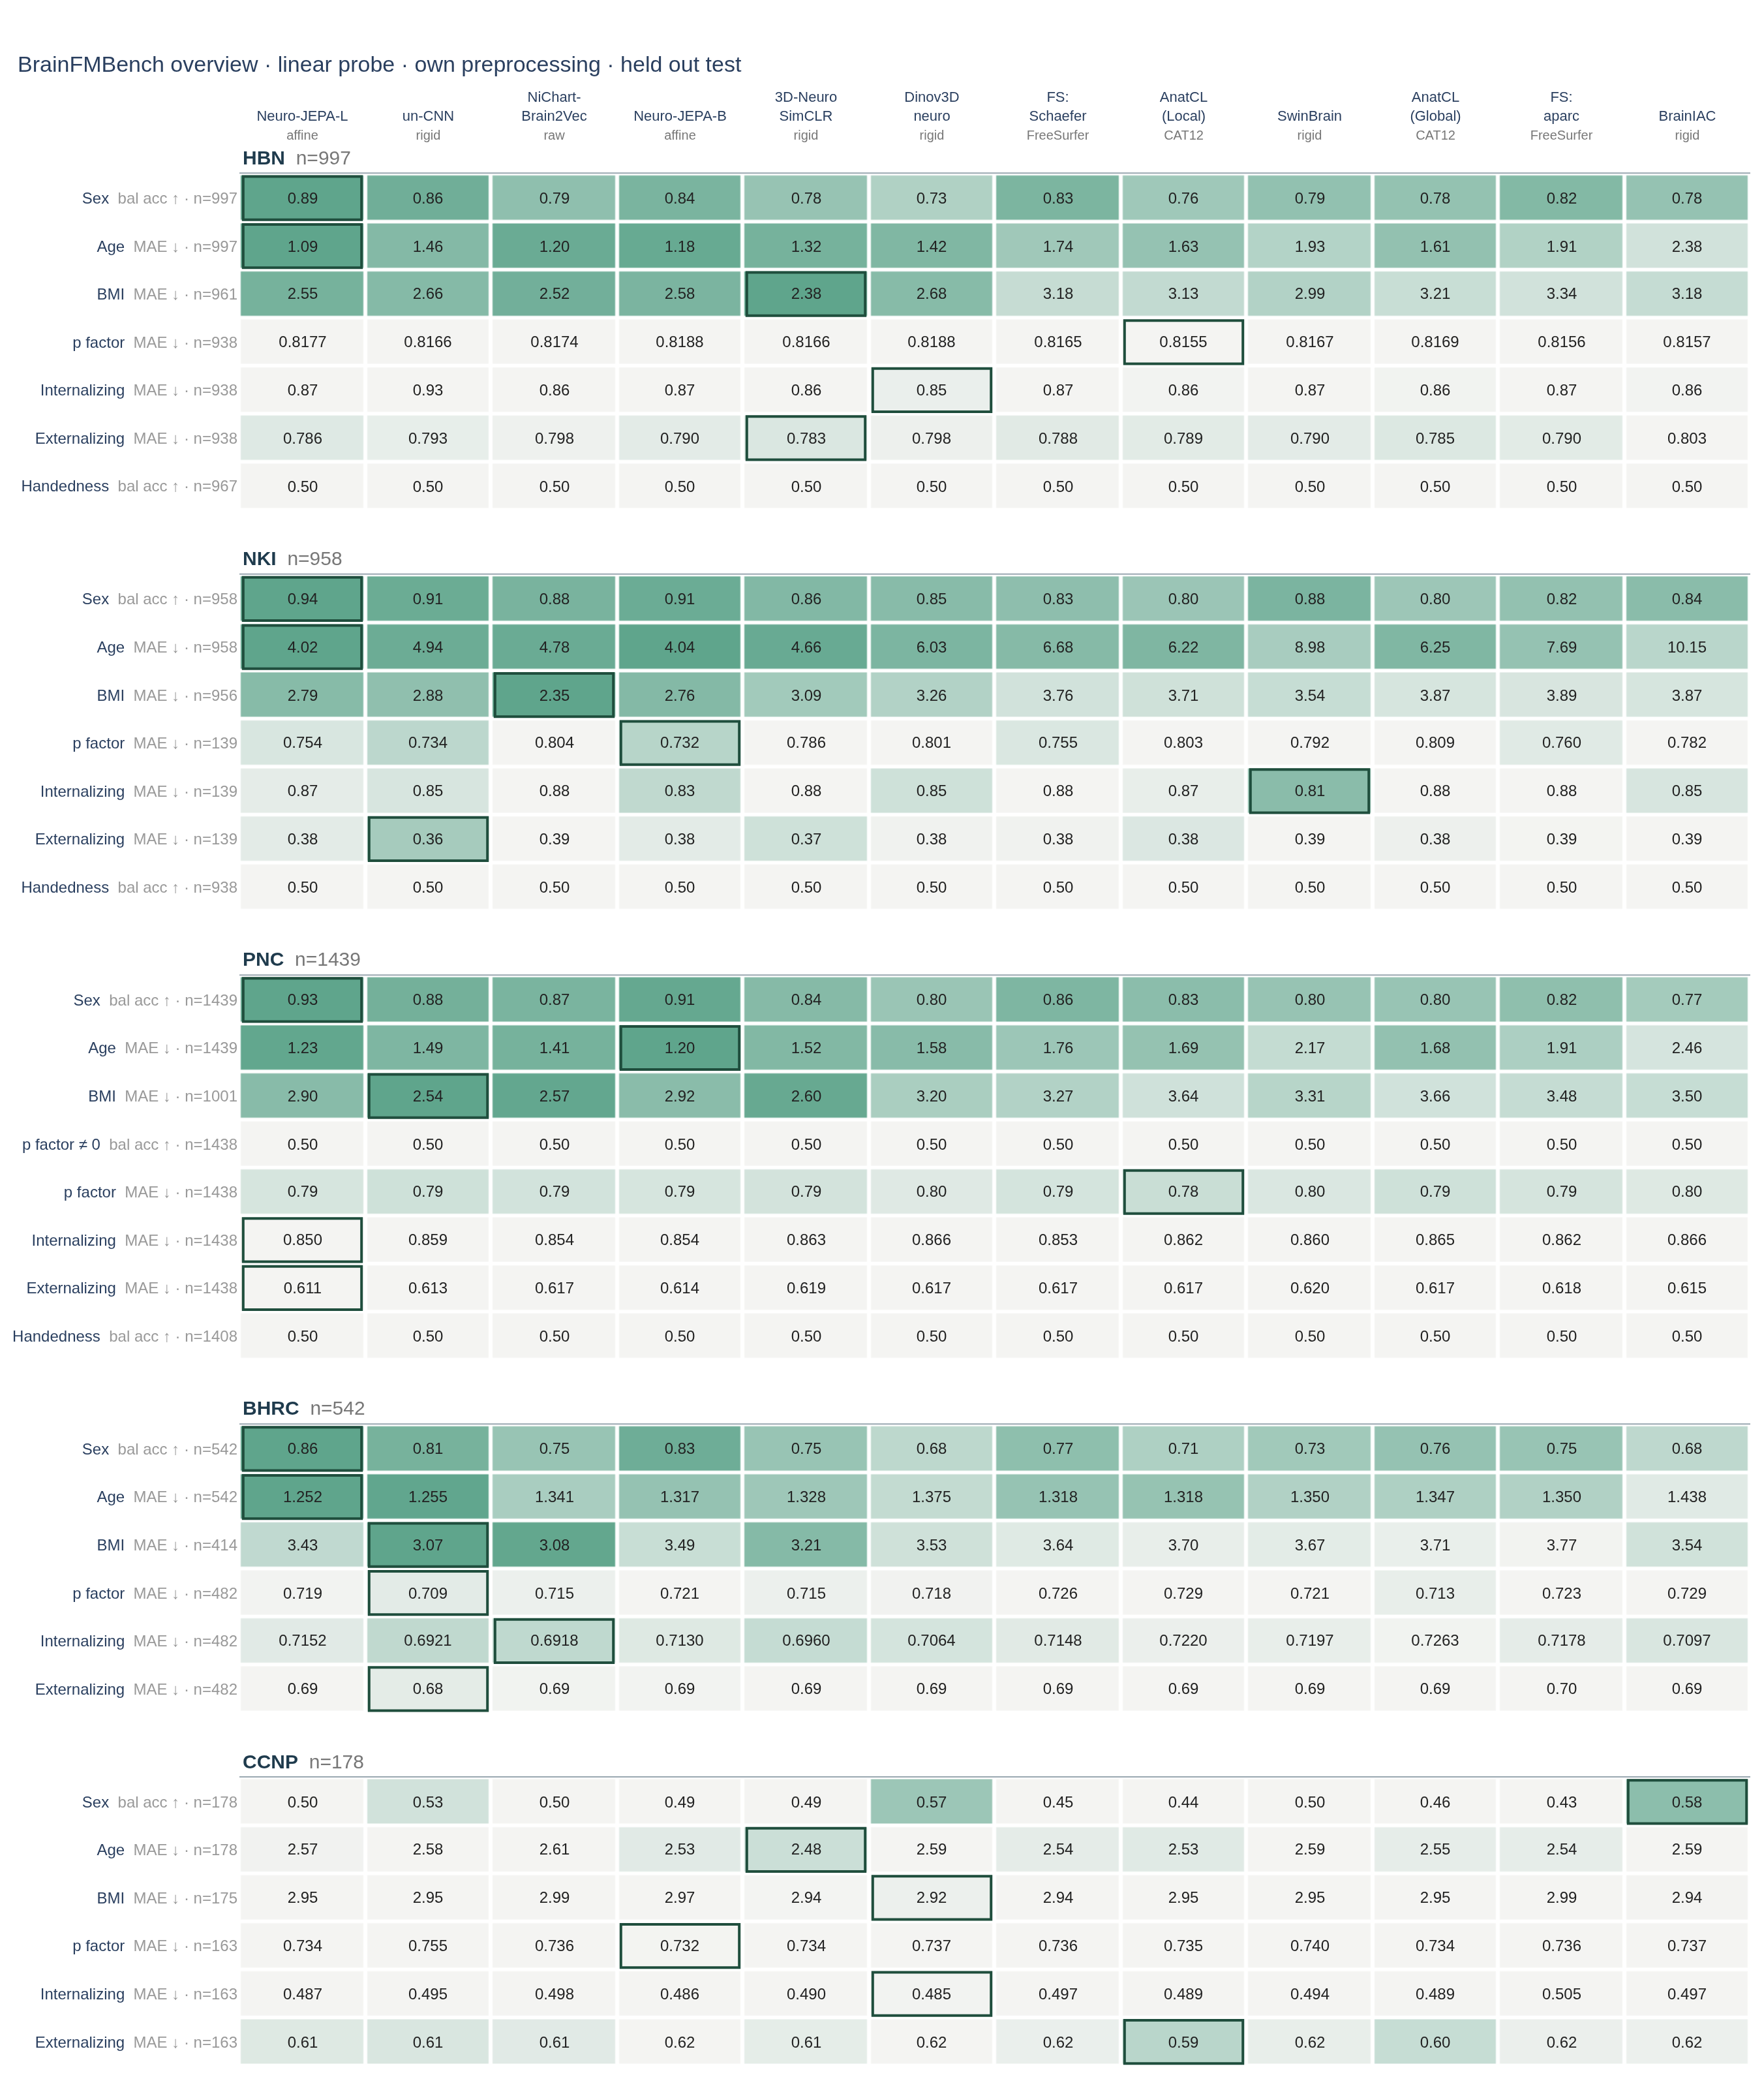 BrainFMBench overview · linear probe · own preprocessing · held out test
Neuro-JEPA-L un-CNN NiChart- Brain2Vec Neuro-JEPA-B 3D-Neuro SimCLR Dinov3D neuro FS: Schaefer AnatCL (Local) SwinBrain AnatCL (Global) FS: aparc BrainIAC
affine rigid raw affine rigid rigid FreeSurfer CAT12 rigid CAT12 FreeSurfer rigid
HBN n=997
Sex bal acc ↑ · n=997 0.89 0.86 0.79 0.84 0.78 0.73 0.83 0.76 0.79 0.78 0.82 0.78
Age MAE ↓ · n=997 1.09 1.46 1.20 1.18 1.32 1.42 1.74 1.63 1.93 1.61 1.91 2.38
BMI MAE ↓ · n=961 2.55 2.66 2.52 2.58 2.38 2.68 3.18 3.13 2.99 3.21 3.34 3.18
p factor MAE ↓ · n=938 0.8177 0.8166 0.8174 0.8188 0.8166 0.8188 0.8165 0.8155 0.8167 0.8169 0.8156 0.8157
Internalizing MAE ↓ · n=938 0.87 0.93 0.86 0.87 0.86 0.85 0.87 0.86 0.87 0.86 0.87 0.86
Externalizing MAE ↓ · n=938 0.786 0.793 0.798 0.790 0.783 0.798 0.788 0.789 0.790 0.785 0.790 0.803
Handedness bal acc ↑ · n=967 0.50 0.50 0.50 0.50 0.50 0.50 0.50 0.50 0.50 0.50 0.50 0.50
NKI n=958
Sex bal acc ↑ · n=958 0.94 0.91 0.88 0.91 0.86 0.85 0.83 0.80 0.88 0.80 0.82 0.84
Age MAE ↓ · n=958 4.02 4.94 4.78 4.04 4.66 6.03 6.68 6.22 8.98 6.25 7.69 10.15
BMI MAE ↓ · n=956 2.79 2.88 2.35 2.76 3.09 3.26 3.76 3.71 3.54 3.87 3.89 3.87
p factor MAE ↓ · n=139 0.754 0.734 0.804 0.732 0.786 0.801 0.755 0.803 0.792 0.809 0.760 0.782
Internalizing MAE ↓ · n=139 0.87 0.85 0.88 0.83 0.88 0.85 0.88 0.87 0.81 0.88 0.88 0.85
Externalizing MAE ↓ · n=139 0.38 0.36 0.39 0.38 0.37 0.38 0.38 0.38 0.39 0.38 0.39 0.39
Handedness bal acc ↑ · n=938 0.50 0.50 0.50 0.50 0.50 0.50 0.50 0.50 0.50 0.50 0.50 0.50
PNC n=1439
Sex bal acc ↑ · n=1439 0.93 0.88 0.87 0.91 0.84 0.80 0.86 0.83 0.80 0.80 0.82 0.77
Age MAE ↓ · n=1439 1.23 1.49 1.41 1.20 1.52 1.58 1.76 1.69 2.17 1.68 1.91 2.46
BMI MAE ↓ · n=1001 2.90 2.54 2.57 2.92 2.60 3.20 3.27 3.64 3.31 3.66 3.48 3.50
p factor ≠ 0 bal acc ↑ · n=1438 0.50 0.50 0.50 0.50 0.50 0.50 0.50 0.50 0.50 0.50 0.50 0.50
p factor MAE ↓ · n=1438 0.79 0.79 0.79 0.79 0.79 0.80 0.79 0.78 0.80 0.79 0.79 0.80
Internalizing MAE ↓ · n=1438 0.850 0.859 0.854 0.854 0.863 0.866 0.853 0.862 0.860 0.865 0.862 0.866
Externalizing MAE ↓ · n=1438 0.611 0.613 0.617 0.614 0.619 0.617 0.617 0.617 0.620 0.617 0.618 0.615
Handedness bal acc ↑ · n=1408 0.50 0.50 0.50 0.50 0.50 0.50 0.50 0.50 0.50 0.50 0.50 0.50
BHRC n=542
Sex bal acc ↑ · n=542 0.86 0.81 0.75 0.83 0.75 0.68 0.77 0.71 0.73 0.76 0.75 0.68
Age MAE ↓ · n=542 1.252 1.255 1.341 1.317 1.328 1.375 1.318 1.318 1.350 1.347 1.350 1.438
BMI MAE ↓ · n=414 3.43 3.07 3.08 3.49 3.21 3.53 3.64 3.70 3.67 3.71 3.77 3.54
p factor MAE ↓ · n=482 0.719 0.709 0.715 0.721 0.715 0.718 0.726 0.729 0.721 0.713 0.723 0.729
Internalizing MAE ↓ · n=482 0.7152 0.6921 0.6918 0.7130 0.6960 0.7064 0.7148 0.7220 0.7197 0.7263 0.7178 0.7097
Externalizing MAE ↓ · n=482 0.69 0.68 0.69 0.69 0.69 0.69 0.69 0.69 0.69 0.69 0.70 0.69
CCNP n=178
Sex bal acc ↑ · n=178 0.50 0.53 0.50 0.49 0.49 0.57 0.45 0.44 0.50 0.46 0.43 0.58
Age MAE ↓ · n=178 2.57 2.58 2.61 2.53 2.48 2.59 2.54 2.53 2.59 2.55 2.54 2.59
BMI MAE ↓ · n=175 2.95 2.95 2.99 2.97 2.94 2.92 2.94 2.95 2.95 2.95 2.99 2.94
p factor MAE ↓ · n=163 0.734 0.755 0.736 0.732 0.734 0.737 0.736 0.735 0.740 0.734 0.736 0.737
Internalizing MAE ↓ · n=163 0.487 0.495 0.498 0.486 0.490 0.485 0.497 0.489 0.494 0.489 0.505 0.497
Externalizing MAE ↓ · n=163 0.61 0.61 0.61 0.62 0.61 0.62 0.62 0.59 0.62 0.60 0.62 0.62